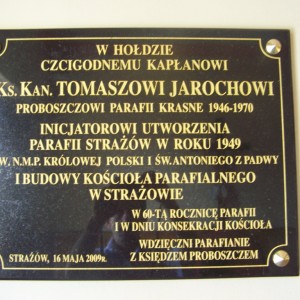 W HOŁDZIE
CZCIGODNEMU KAPŁANOWI
KS. KAN. TOMASZOWI JAROCHOWI
PROBOSZCZOWI PARAFII KRASNE 1946-1970
INICJATOROWI UTWORZENIA
PARAFII STRAŻÓW W ROKU 1949
W. N.M.P. KRÓLOWEJ POLSKI I ŚW. ANTONIEGO Z PADWY
I BUDOWY KOŚCIOŁA PARAFIALNEGO
W STRAŻOWIE
W 60-TĄ ROCZNICĘ PARAFII
I W DNIU KONSEKRACJI KOŚCIOŁA
WDZIĘCZNI PARAFIANIE
Z KSIĘDZEM PROBOSZCZEM
STRAŻÓW, 16 MAJA 2009r.